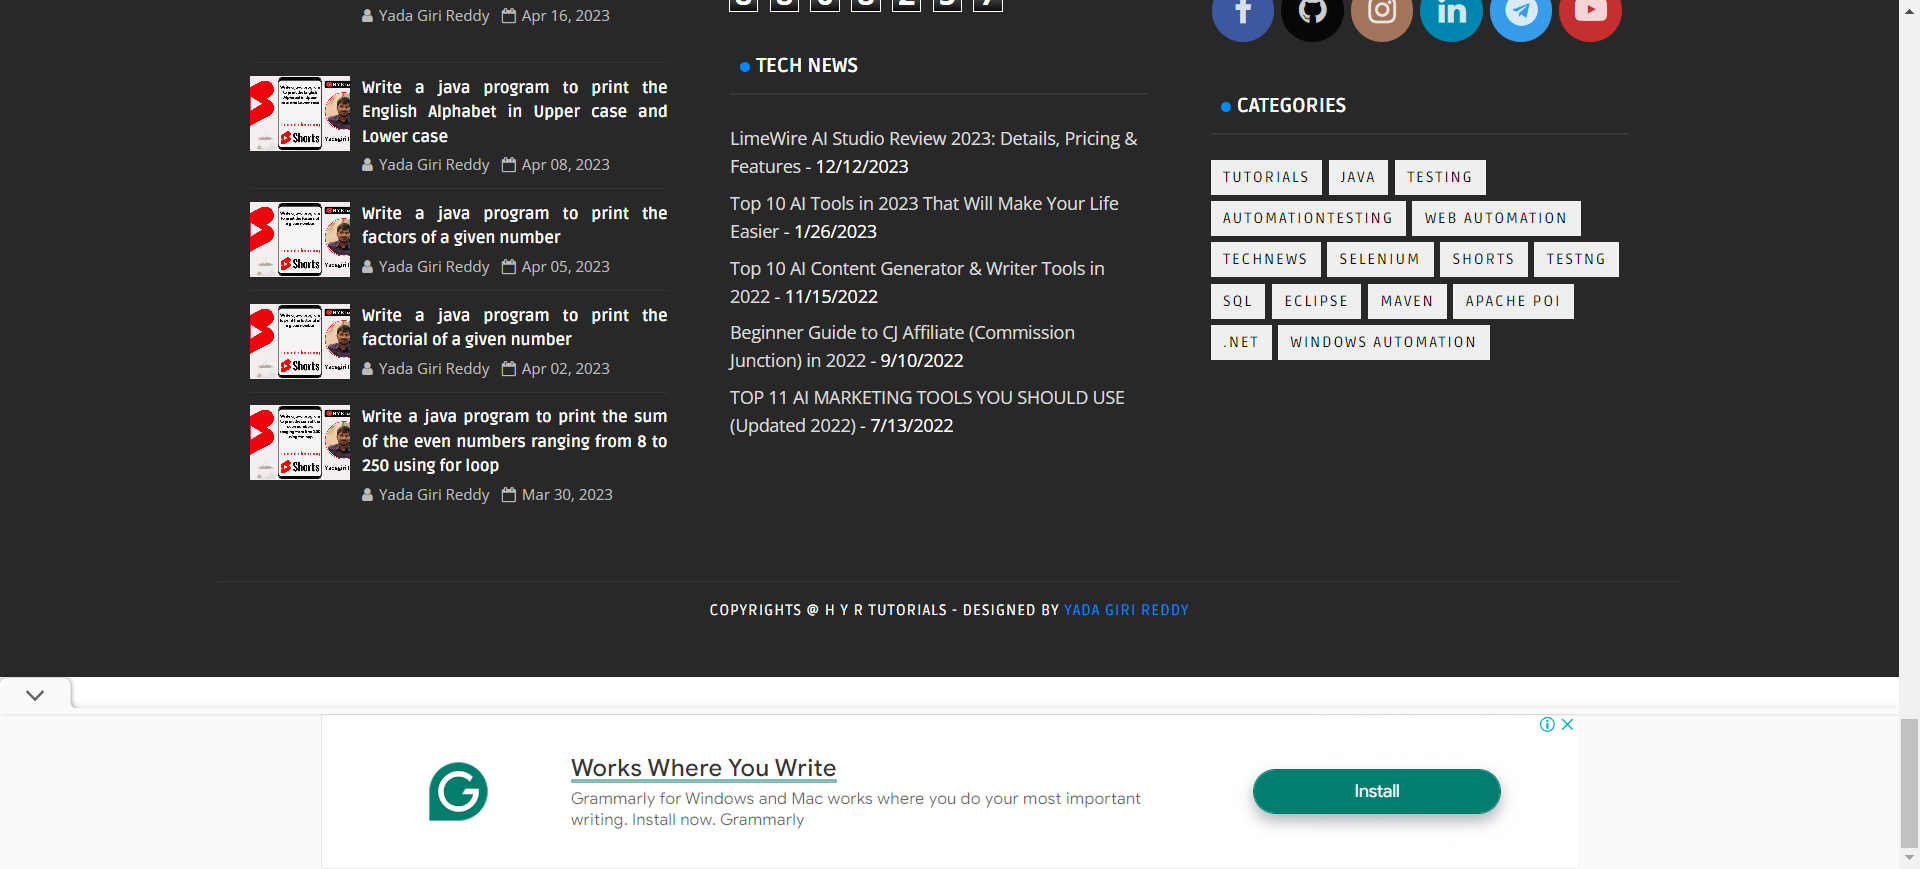 Yada Giri Reddy Apr 16, 2023
Write a java program to print the
English Alphabet in Upper case and
Lower case
Yada Giri Reddy Apr 08, 2023
Shorts
Write a java program to print the
factors of a given number
Yada Giri Reddy Apr 05, 2023
Shorts
Write a java program to print the
factorial of a given number
Yada Giri Reddy Apr 02, 2023
Shorts
Write a java program to print the sum
of the even numbers ranging from 8 to
250 using for loop
Yada Giri Reddy Mar 30, 2023
Shorts
TECH NEWS
LimeWire AI Studio Review 2023: Details, Pricing &
Features - 12/12/2023
Top 10 AI Tools in 2023 That Will Make Your Life
Easier - 1/26/2023
Top 10 AI Content Generator & Writer Tools in
2022 - 11/15/2022
Beginner Guide to CJ Affiliate (Commission
Junction) in 2022 - 9/10/2022
TOP 11 AI MARKETING TOOLS YOU SHOULD USE
(Updated 2022) - 7/13/2022
CATEGORIES
TUTORIALS JAVA TESTING
AUTOMATIONTESTING WEB AUTOMATION
TECHNEWS SELENIUM SHORTS TESTNG
SQL ECLIPSE MAVEN APACHE POI
.NET WINDOWS AUTOMATION
COPYRIGHTS @ H Y R TUTORIALS - DESIGNED BY YADA GIRI REDDY
Works Where You Write
Grammarly for Windows and Mac works where you do your most important
writing. Install now. Grammarly
Install